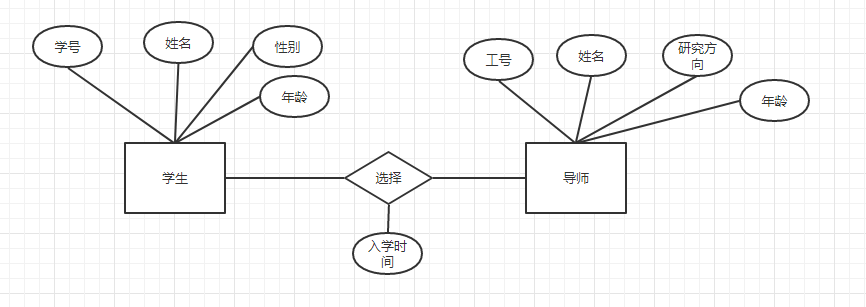 学号
姓名
性别
年龄
工号
姓名
研究方
向
年龄
学生
选择
导师
入学时
间